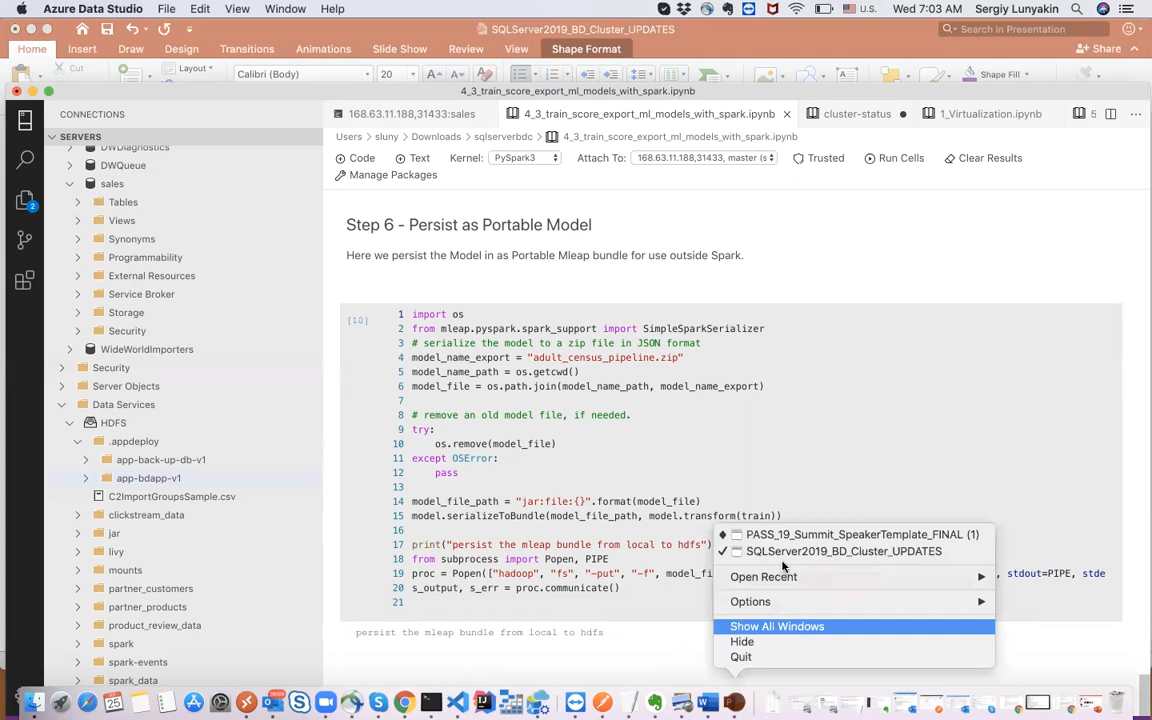 Azure Data Studio File Edit View Window Help U.S. Wed 7:03 AM Sergiy Lunyakin
SQLServer2019_BD_Cluster_UPDATES
Search in Presentation
Home Insert Draw Design Transitions Animations Slide Show Review View Shape Format Share
Cut Layout Calibri (Body) 20 Shape Fill
4_3_train_score_export_ml_models_with_spark.ipynb
CONNECTIONS
168.63.11.188,31433:sales 4_3_train_score_export_ml_models_with_spark.ipynb cluster-status 1_Virtualization.ipynb 5
SERVERS
Users sluny Downloads sqlserverbdc 4_3_train_score_export_ml_models_with_spark.ipynb
Code Text Kernel: PySpark3 Attach To: 168.63.11.188,31433, master (s Trusted Run Cells Clear Results
Manage Packages
DWDiagnostics
DWQueue
sales
Tables
Views
Synonyms
Programmability
External Resources
Service Broker
Storage
Security
WideWorldImporters
Security
Server Objects
Data Services
HDFS
.appdeploy
app-back-up-db-v1
app-bdapp-v1
C2ImportGroupsSample.csv
clickstream_data
jar
livy
mounts
partner_customers
partner_products
product_review_data
spark
spark-events
spark_data
2
Step 6 - Persist as Portable Model
Here we persist the Model in as Portable Mleap bundle for use outside Spark.
[10]
1 import os
2 from mleap.pyspark.spark_support import SimpleSparkSerializer
3 # serialize the model to a zip file in JSON format
4 model_name_export = "adult_census_pipeline.zip"
5 model_name_path = os.getcwd()
6 model_file = os.path.join(model_name_path, model_name_export)
7
8 # remove an old model file, if needed.
9 try:
10 os.remove(model_file)
11 except OSError:
12 pass
13
14 model_file_path = "jar:file:{}".format(model_file)
15 model.serializeToBundle(model_file_path, model.transform(train))
16
17 print("persist the mleap bundle from local to hdfs")
18 from subprocess import Popen, PIPE
19 proc = Popen(["hadoop", "fs", "-put", "-f", model_fi stdout=PIPE, stde
20 s_output, s_err = proc.communicate()
21
persist the mleap bundle from local to hdfs
PASS_19_Summit_SpeakerTemplate_FINAL (1)
SQLServer2019_BD_Cluster_UPDATES
Open Recent
Options
Show All Windows
Hide
Quit